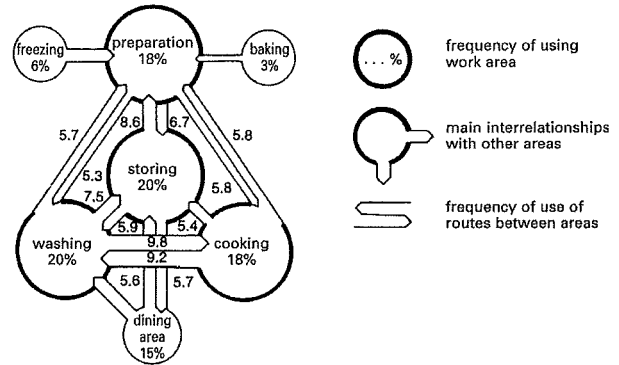 freezing
6%
preparation
18%
baking
3%
5.7
8.6
6.7
5.8
5.3
7.5
storing
20%
5.8
5.9
5.4
washing
20%
9.8
9.2
cooking
18%
5.6
5.7
dining
area
15%
... %
frequency of using
work area
main interrelationships
with other areas
frequency of use of
routes between areas